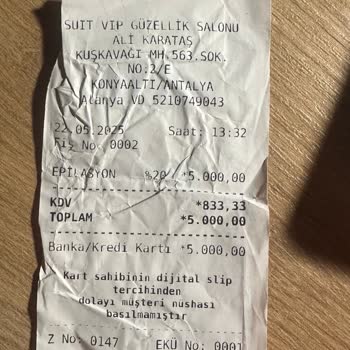 SUIT VIP GÜZELLİK SALONU
ALİ KARATAŞ
KUŞKAVAĞI MH.563.SOK.
NO:2/E
KONYAALTI/ANTALYA
Alanya VD 5210749043
22.05.2025 Saat: 13:32
Fiş No: 0002
EPİLASYON %20 *5.000,00
KDV *833,33
TOPLAM *5.000,00
Banka/Kredi Kartı *5.000,00
Kart sahibinin dijital slip
tercihinden
dolayı müşteri nüshası
basılmamıştır
Z No: 0147 EKÜ No: 0001